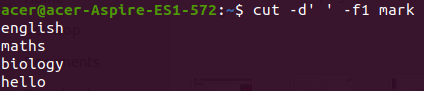 acer@acer-Aspire-ES1-572:~$ cut -d' ' -f1 mark
english
maths
biology
hello